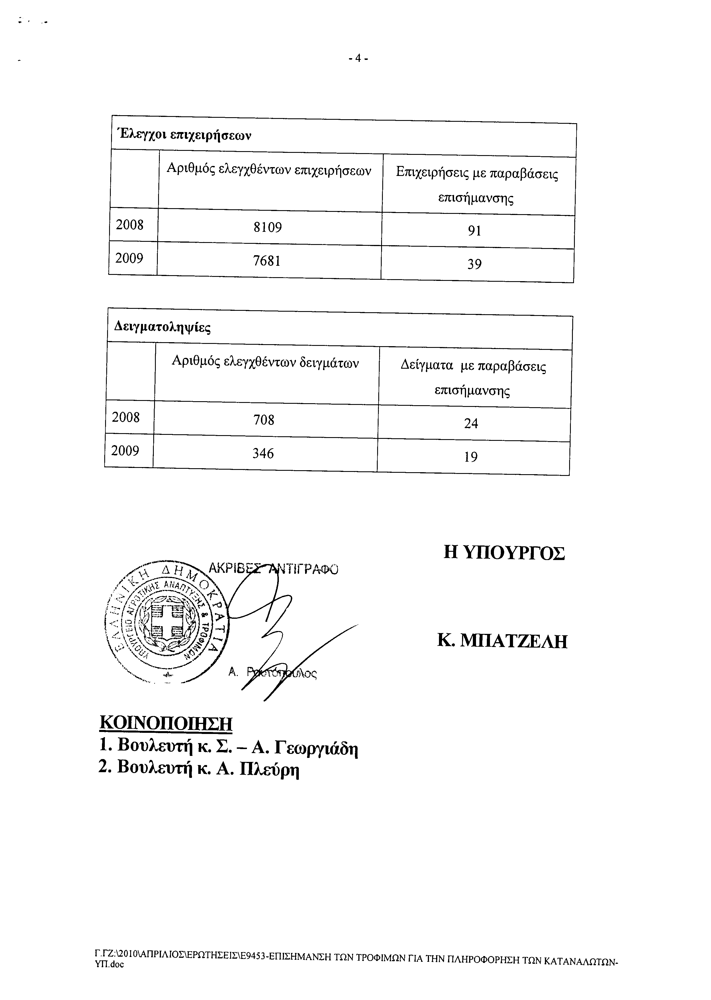 - 4 -
Έλεγχοι επιχειρήσεων
Αριθμός ελεγχθέντων επιχειρήσεων
Επιχειρήσεις με παραβάσεις
επισήμανσης
2008 8109 91
2009 7681 39
Δειγματοληψίες
Αριθμός ελεγχθέντων δειγμάτων
Δείγματα με παραβάσεις
επισήμανσης
2008 708 24
2009 346 19
Η ΥΠΟΥΡΓΟΣ
ΑΚΡΙΒΕΣ ΑΝΤΙΓΡΑΦΟ
ΕΛΛΗΝΙΚΗ ΔΗΜΟΚΡΑΤΙΑ
ΥΠΟΥΡΓΕΙΟ ΑΓΡΟΤΙΚΗΣ ΑΝΑΠΤΥΞΗΣ & ΤΡΟΦΙΜΩΝ
Κ. ΜΠΑΤΖΕΛΗ
Α.
ΚΟΙΝΟΠΟΙΗΣΗ
1. Βουλευτή κ. Σ. – Α. Γεωργιάδη
2. Βουλευτή κ. Α. Πλεύρη
Γ.ΓΖ:\2010\ΑΠΡΙΛΙΟΣ\ΕΡΩΤΗΣΕΙΣ\Ε9453-ΕΠΙΣΗΜΑΝΣΗ ΤΩΝ ΤΡΟΦΙΜΩΝ ΓΙΑ ΤΗΝ ΠΛΗΡΟΦΟΡΗΣΗ ΤΩΝ ΚΑΤΑΝΑΛΩΤΩΝ-
ΥΠ.doc